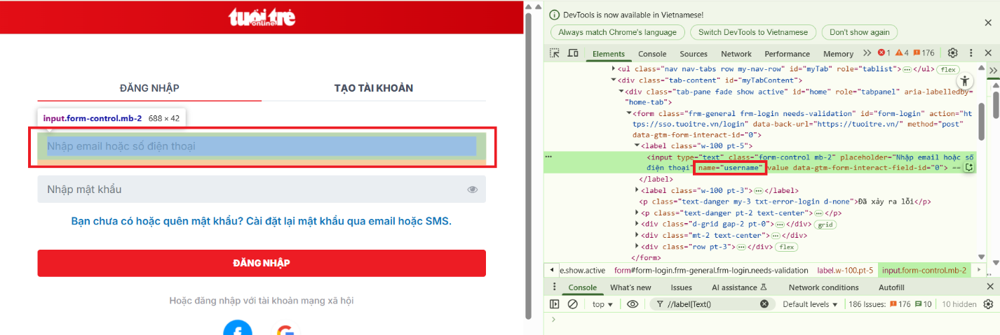 tuổi trẻ
online
ĐĂNG NHẬP
TẠO TÀI KHOẢN
input.form-control.mb-2 688 × 42
Nhập email hoặc số điện thoại
Nhập mật khẩu
Bạn chưa có hoặc quên mật khẩu? Cài đặt lại mật khẩu qua email hoặc SMS.
ĐĂNG NHẬP
Hoặc đăng nhập với tài khoản mạng xã hội
DevTools is now available in Vietnamese!
Always match Chrome's language
Switch DevTools to Vietnamese
Don't show again
Elements Console Sources Network Performance Memory 1 4 176
<ul class="nav nav-tabs row my-nav-row" id="myTab" role="tablist">…</ul> flex
<div class="tab-content" id="myTabContent">
<div class="tab-pane fade show active" id="home" role="tabpanel" aria-labelledby=
"home-tab">
<form class="frm-general frm-login needs-validation" id="form-login" action="ht
tps://sso.tuoitre.vn/login" data-back-url="https://tuoitre.vn/" method="post"
data-gtm-form-interact-id="0">
<label class="w-100 pt-5">
<input type="text" class="form-control mb-2" placeholder="Nhập email hoặc số
điện thoại" name="username" value data-gtm-form-interact-field-id="0"> ==
</label>
<label class="w-100 pt-3">…</label>
<p class="text-danger my-3 txt-error-login d-none">Đã xảy ra lỗi</p>
<p class="text-danger pt-2 text-center">…</p>
<div class="d-grid gap-2 pt-0">…</div> grid
<div class="mt-2 text-center">…</div>
<div class="row pt-3">…</div> flex
</form>
e.show.active form#form-login.frm-general.frm-login.needs-validation label.w-100.pt-5 input.form-control.mb-2
Console What's new Issues AI assistance Network conditions Autofill
top //label[Text() Default levels 186 Issues: 176 10 10 hidden